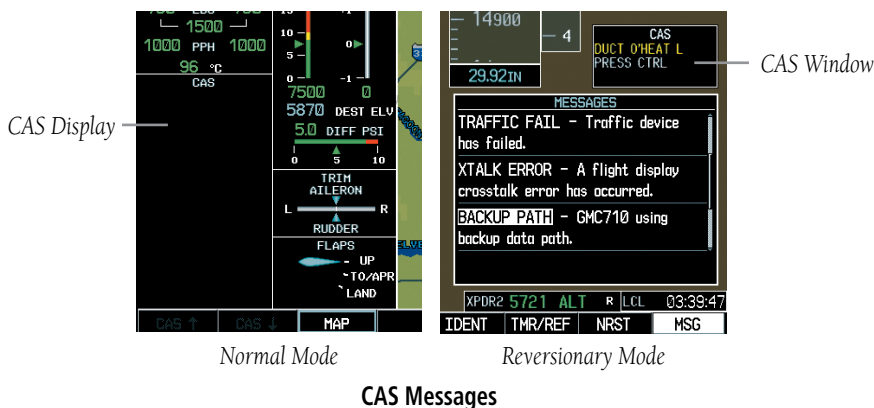 1500
1000 PPH 1000
96 °C
CAS
CAS Display
10
5
0
0
-1
7500 0
5870 DEST ELV
5.0 DIFF PSI
0 5 10
TRIM
AILERON
L R
RUDDER
FLAPS
UP
TO/APR
LAND
CAS ↑ CAS ↓ MAP
Normal Mode
14900
4
29.92IN
CAS
DUCT O'HEAT L
PRESS CTRL
CAS Window
MESSAGES
TRAFFIC FAIL – Traffic device
has failed.
XTALK ERROR – A flight display
crosstalk error has occurred.
BACKUP PATH – GMC710 using
backup data path.
XPDR2 5721 ALT R LCL 03:39:47
IDENT TMR/REF NRST MSG
Reversionary Mode
CAS Messages